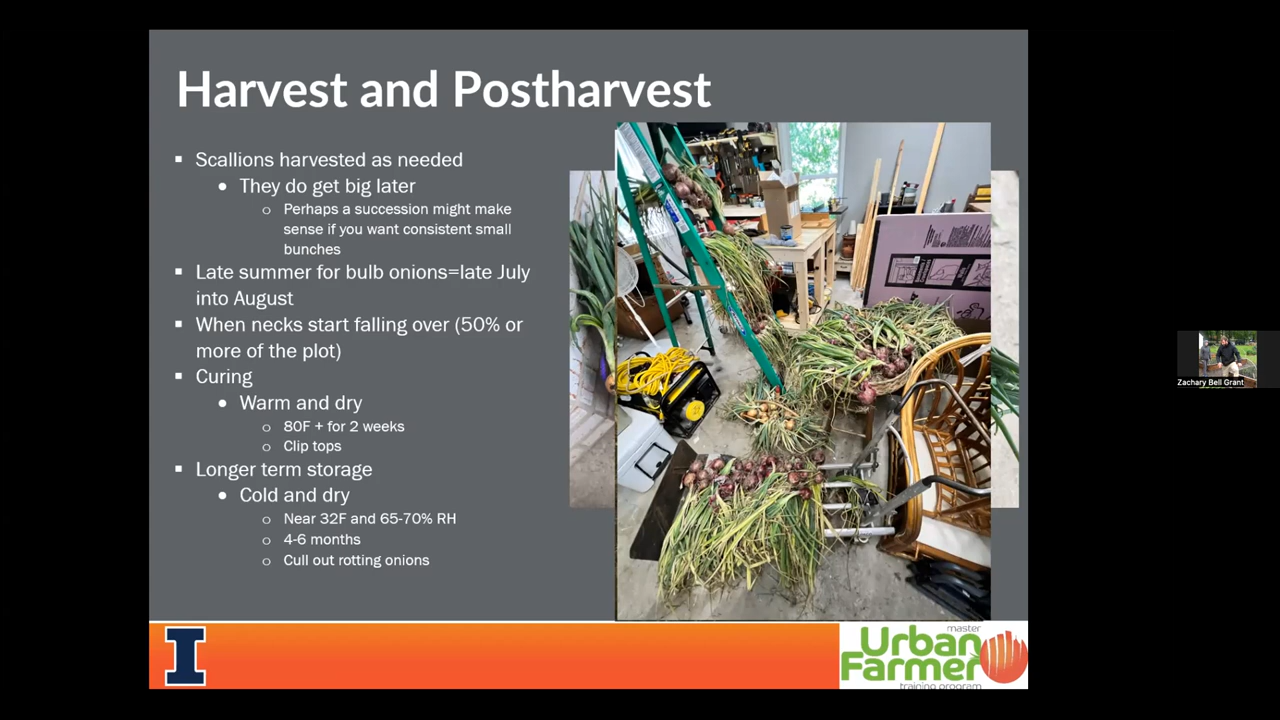 Harvest and Postharvest
▪ Scallions harvested as needed
• They do get big later
o Perhaps a succession might make
sense if you want consistent small
bunches
▪ Late summer for bulb onions=late July
into August
▪ When necks start falling over (50% or
more of the plot)
▪ Curing
• Warm and dry
o 80F + for 2 weeks
o Clip tops
▪ Longer term storage
• Cold and dry
o Near 32F and 65-70% RH
o 4-6 months
o Cull out rotting onions
Zachary Bell Grant
I
master
Urban
Farmer
training program